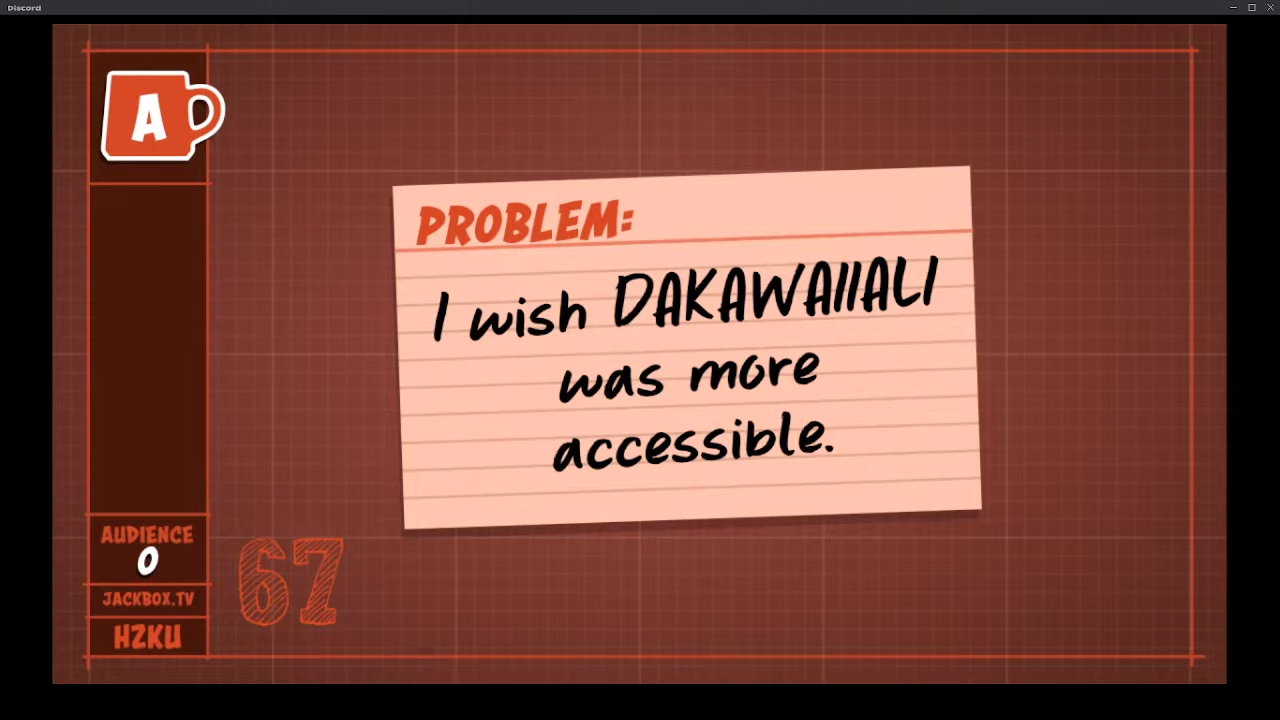 Discord
A
PROBLEM:
I wish DAKAWAIIALI
was more
accessible.
AUDIENCE
0
JACKBOX.TV
HZKU
67